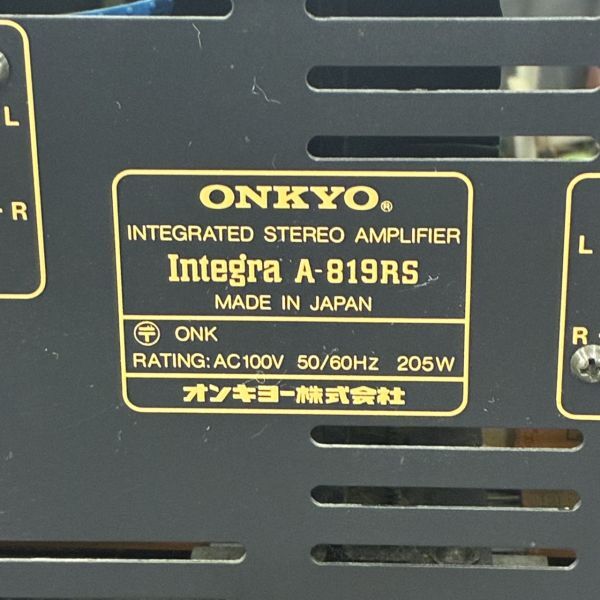 L
R
ONKYO®
INTEGRATED STEREO AMPLIFIER
Integra A-819RS
MADE IN JAPAN
〒 ONK
RATING: AC100V 50/60Hz 205W
オンキヨー株式会社
L
R